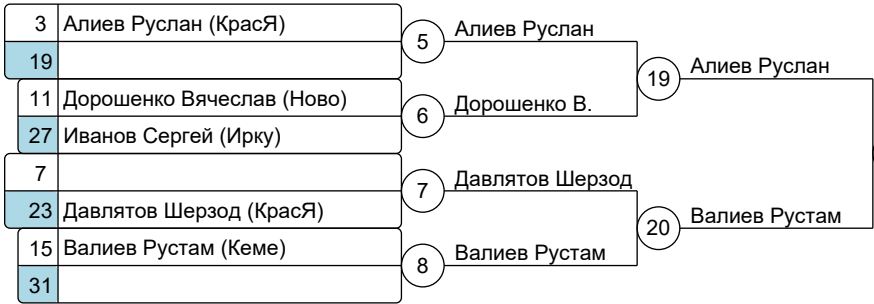 3 Алиев Руслан (КрасЯ)
19
5 Алиев Руслан
11 Дорошенко Вячеслав (Ново)
27 Иванов Сергей (Ирку)
6 Дорошенко В.
19 Алиев Руслан
7
23 Давлятов Шерзод (КрасЯ)
7 Давлятов Шерзод
15 Валиев Рустам (Кеме)
31
8 Валиев Рустам
20 Валиев Рустам